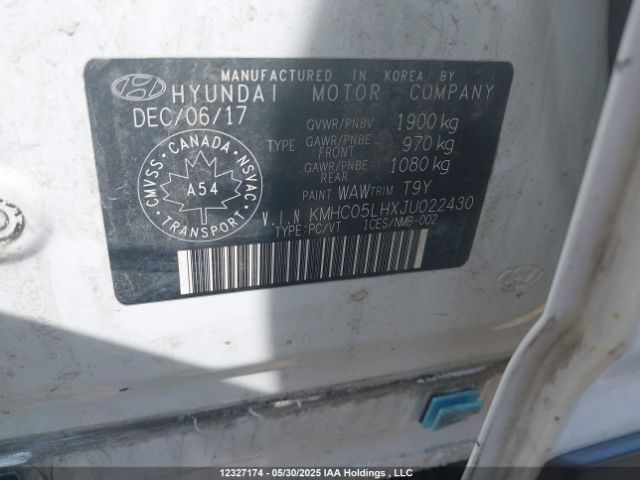 MANUFACTURED IN KOREA BY
HYUNDAI MOTOR COMPANY
DEC/06/17
GVWR/PNBV 1900 kg
TYPE GAWR/PNBE FRONT 970 kg
GAWR/PNBE REAR 1080 kg
PAINT WAW TRIM T9Y
CMVSS · CANADA · NSVAC
A54
TRANSPORT
V.I.N KMHC05LHXJU022430
TYPE:PC/VT ICES/NMB-002
12327174 - 05/30/2025 IAA Holdings , LLC